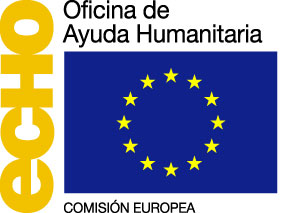 echo
Oficina de
Ayuda Humanitaria
COMISIÓN EUROPEA